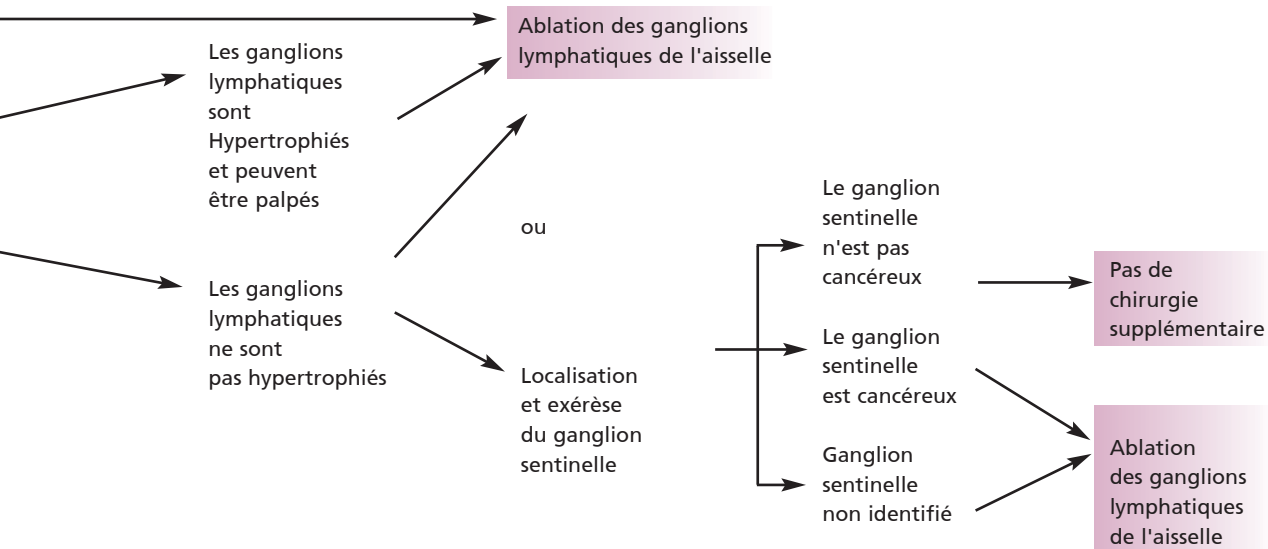 Ablation des ganglions
lymphatiques de l'aisselle
Les ganglions
lymphatiques
sont
Hypertrophiés
et peuvent
être palpés
ou
Les ganglions
lymphatiques
ne sont
pas hypertrophiés
Localisation
et exérèse
du ganglion
sentinelle
Le ganglion
sentinelle
n'est pas
cancéreux
Le ganglion
sentinelle
est cancéreux
Ganglion
sentinelle
non identifié
Pas de
chirurgie
supplémentaire
Ablation
des ganglions
lymphatiques
de l'aisselle